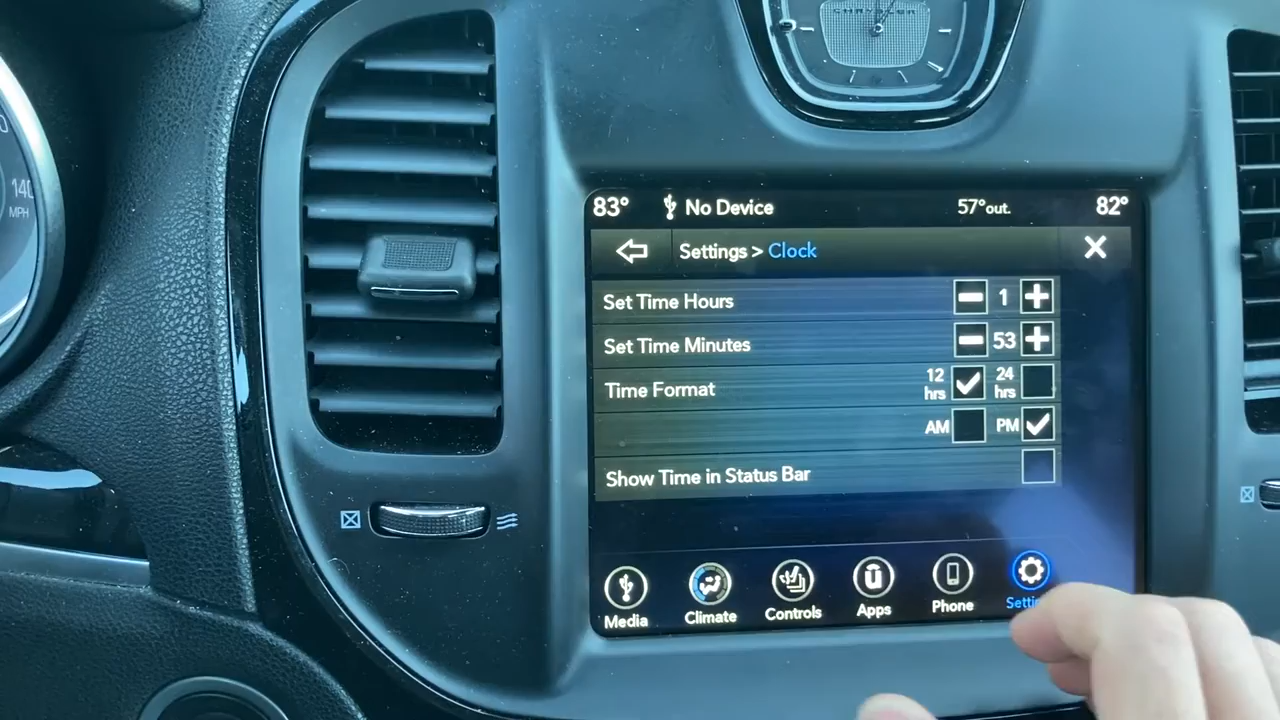 CHRYSLER
140
MPH
83° No Device 57°out. 82°
Settings > Clock
Set Time Hours 1
Set Time Minutes 53
Time Format 12 hrs 24 hrs
AM PM
Show Time in Status Bar
Media Climate Controls Apps Phone